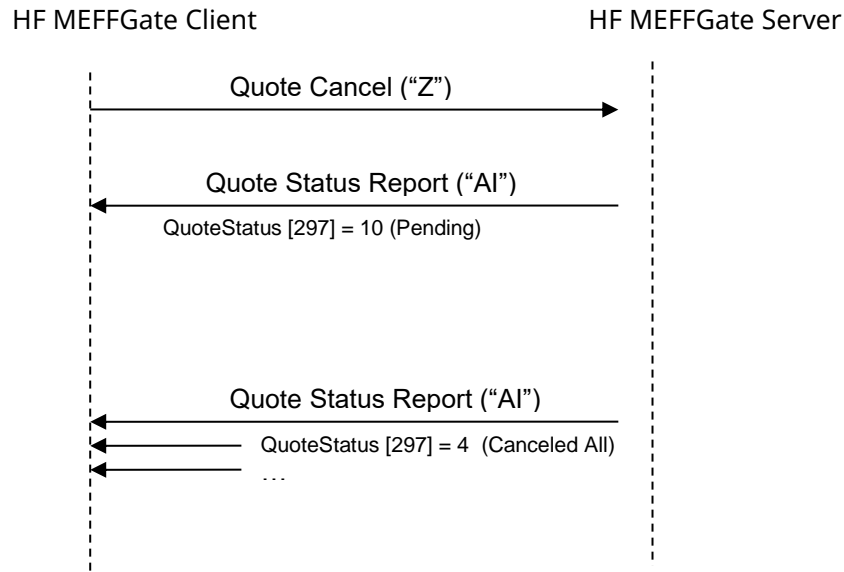 HF MEFFGate Client
HF MEFFGate Server
Quote Cancel (“Z”)
Quote Status Report (“AI”)
QuoteStatus [297] = 10 (Pending)
Quote Status Report (“AI”)
QuoteStatus [297] = 4 (Canceled All)
…